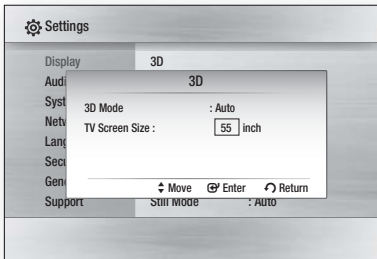 Settings
Display 3D
Audi
3D
Syst
3D Mode : Auto
Netw
TV Screen Size : 55 inch
Lang
Secu
Gene
Move Enter Return
Support Still Mode : Auto